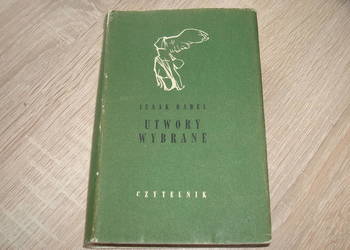 IZAAK BABEL
UTWORY
WYBRANE
CZYTELNIK